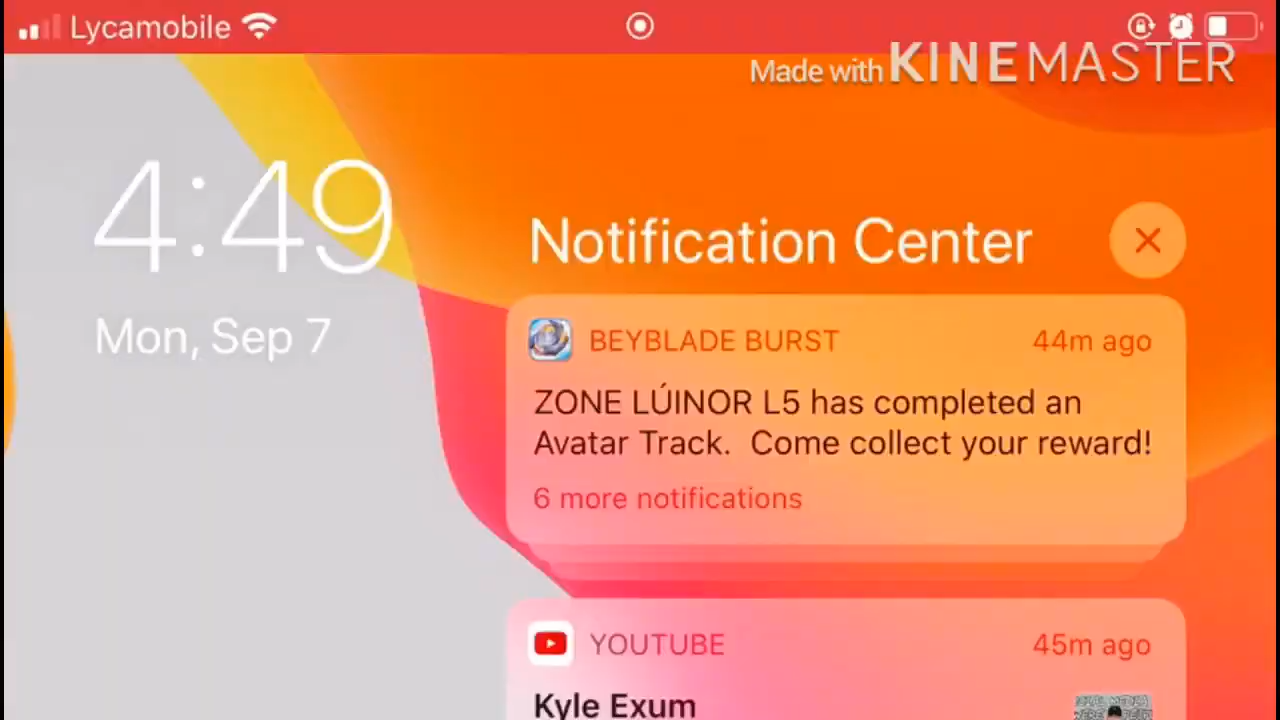 Lycamobile
Made with KINEMASTER
4:49
Mon, Sep 7
Notification Center
BEYBLADE BURST 44m ago
ZONE LÚINOR L5 has completed an
Avatar Track.  Come collect your reward!
6 more notifications
YOUTUBE 45m ago
Kyle Exum